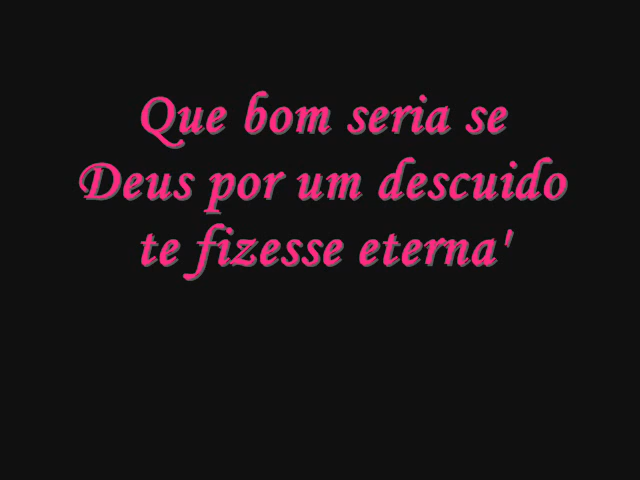 Que bom seria se
Deus por um descuido
te fizesse eterna'